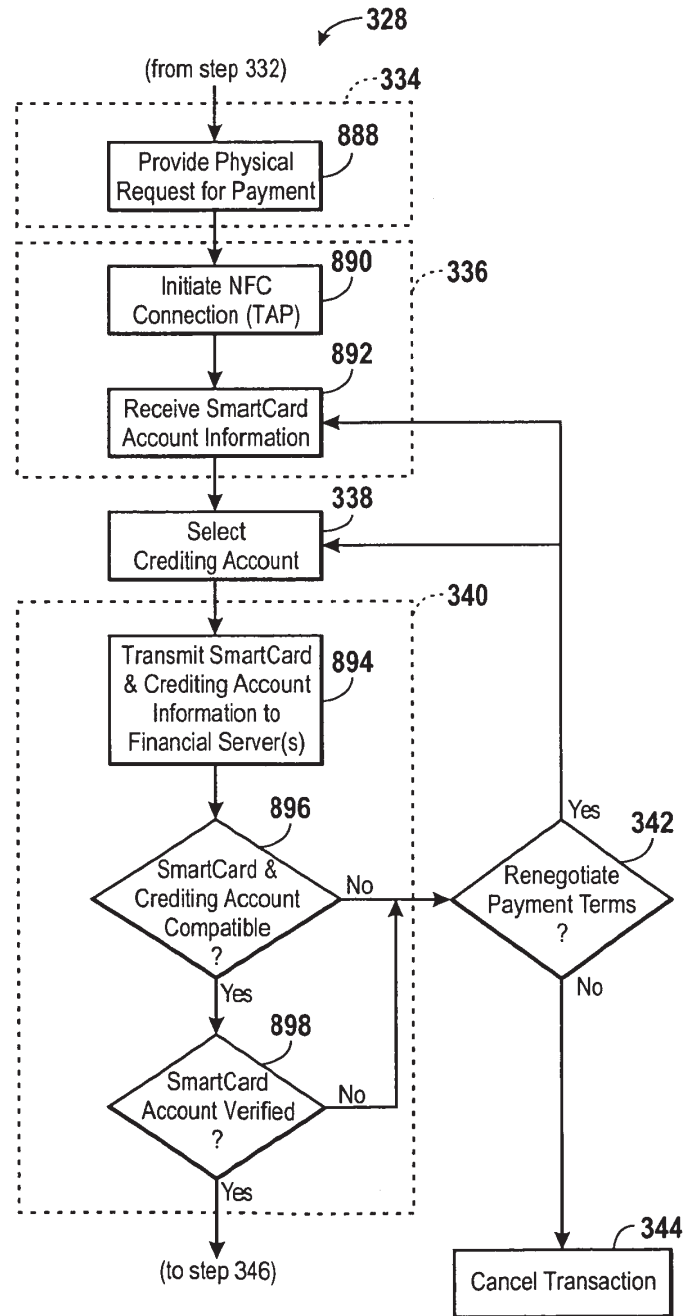 328
(from step 332)
334
888
Provide Physical
Request for Payment
336
890
Initiate NFC
Connection (TAP)
892
Receive SmartCard
Account Information
338
Select
Crediting Account
340
Transmit SmartCard
& Crediting Account
Information to
Financial Server(s)
894
896
SmartCard &
Crediting Account
Compatible
?
No
Yes
342
Renegotiate
Payment Terms
?
Yes
No
898
SmartCard
Account Verified
?
No
Yes
(to step 346)
344
Cancel Transaction